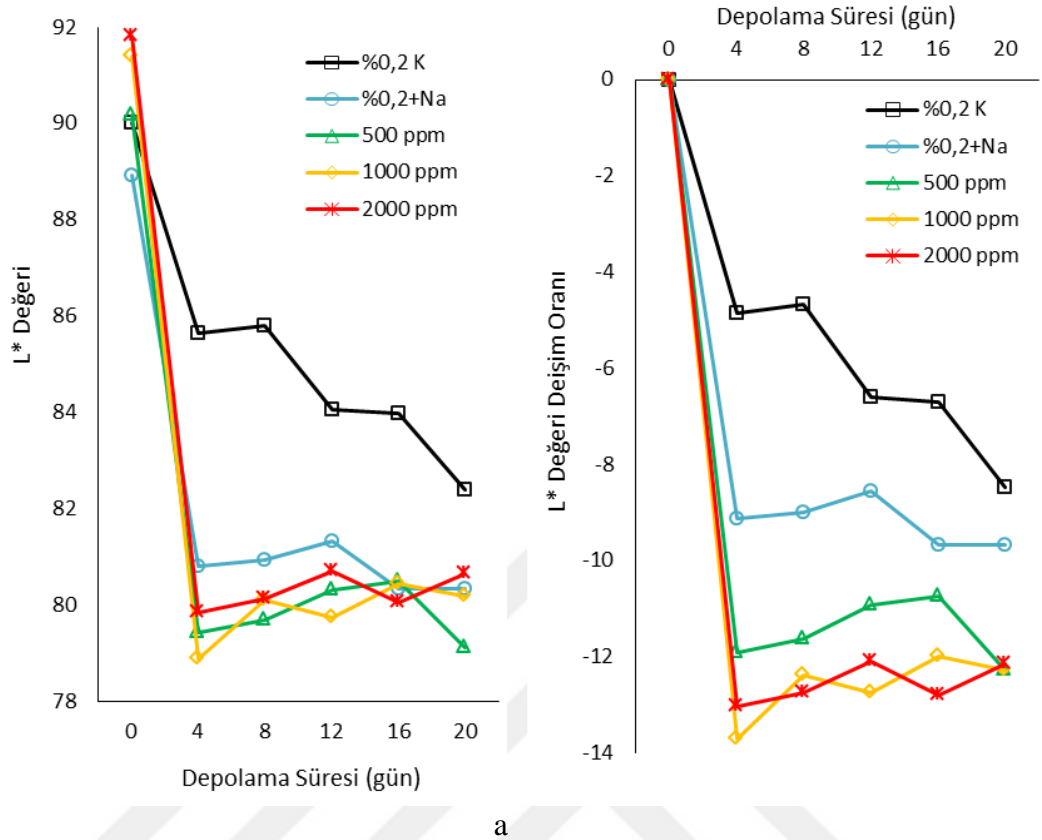 92
90
88
86
84
82
80
78
L* Değeri
0 4 8 12 16 20
Depolama Süresi (gün)
%0,2 K
%0,2+Na
500 ppm
1000 ppm
2000 ppm
Depolama Süresi (gün)
0 4 8 12 16 20
0
-2
-4
-6
-8
-10
-12
-14
L* Değeri Deişim Oranı
%0,2 K
%0,2+Na
500 ppm
1000 ppm
2000 ppm
a